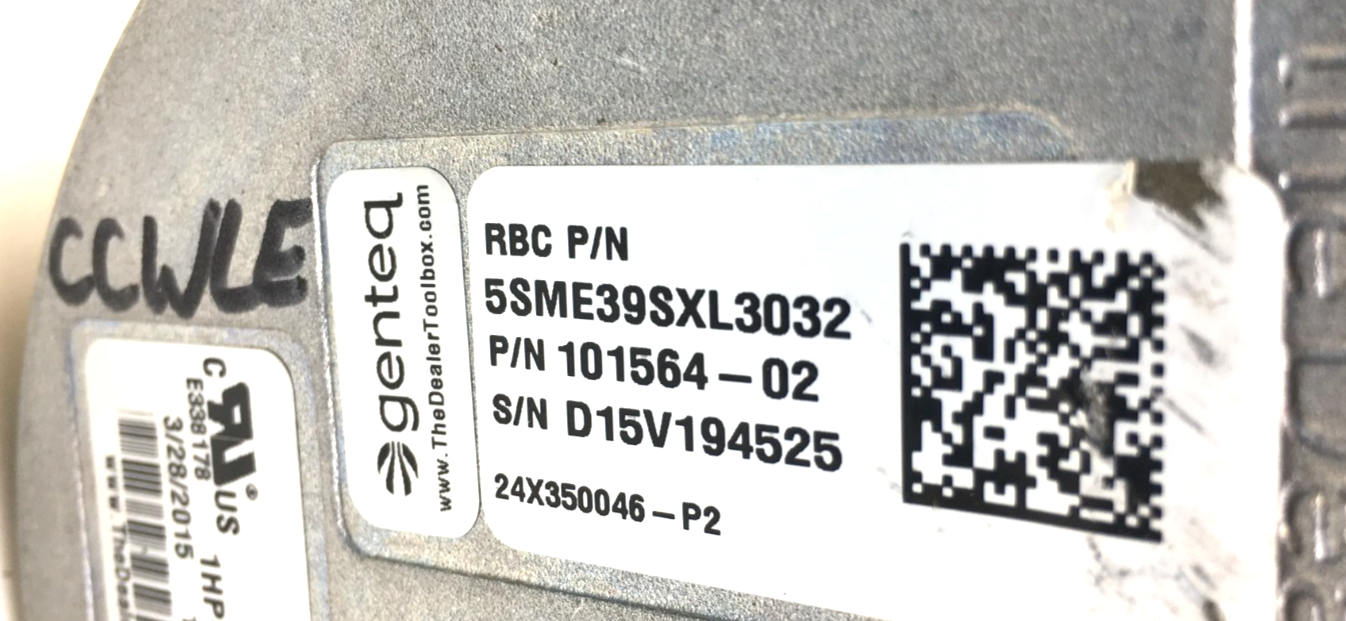 CCWLE
genteq
www.TheDealerToolbox.com
RBC P/N
5SME39SXL3032
P/N 101564-02
S/N D15V194525
24X350046-P2
C US
E338178
3/28/2015
1HP